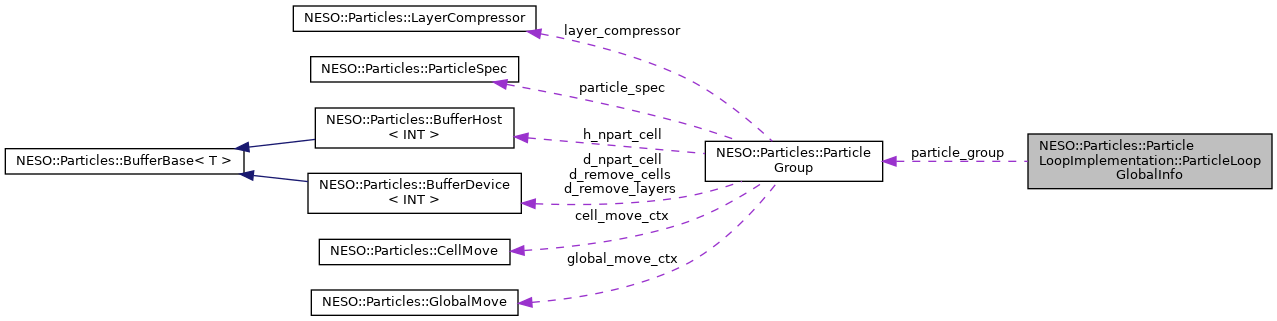 NESO::Particles::LayerCompressor
layer_compressor
NESO::Particles::ParticleSpec
particle_spec
NESO::Particles::BufferHost
< INT >
h_npart_cell
NESO::Particles::BufferBase< T >
NESO::Particles::BufferDevice
< INT >
d_npart_cell
d_remove_cells
d_remove_layers
NESO::Particles::CellMove
cell_move_ctx
NESO::Particles::GlobalMove
global_move_ctx
NESO::Particles::Particle
Group
particle_group
NESO::Particles::Particle
LoopImplementation::ParticleLoop
GlobalInfo